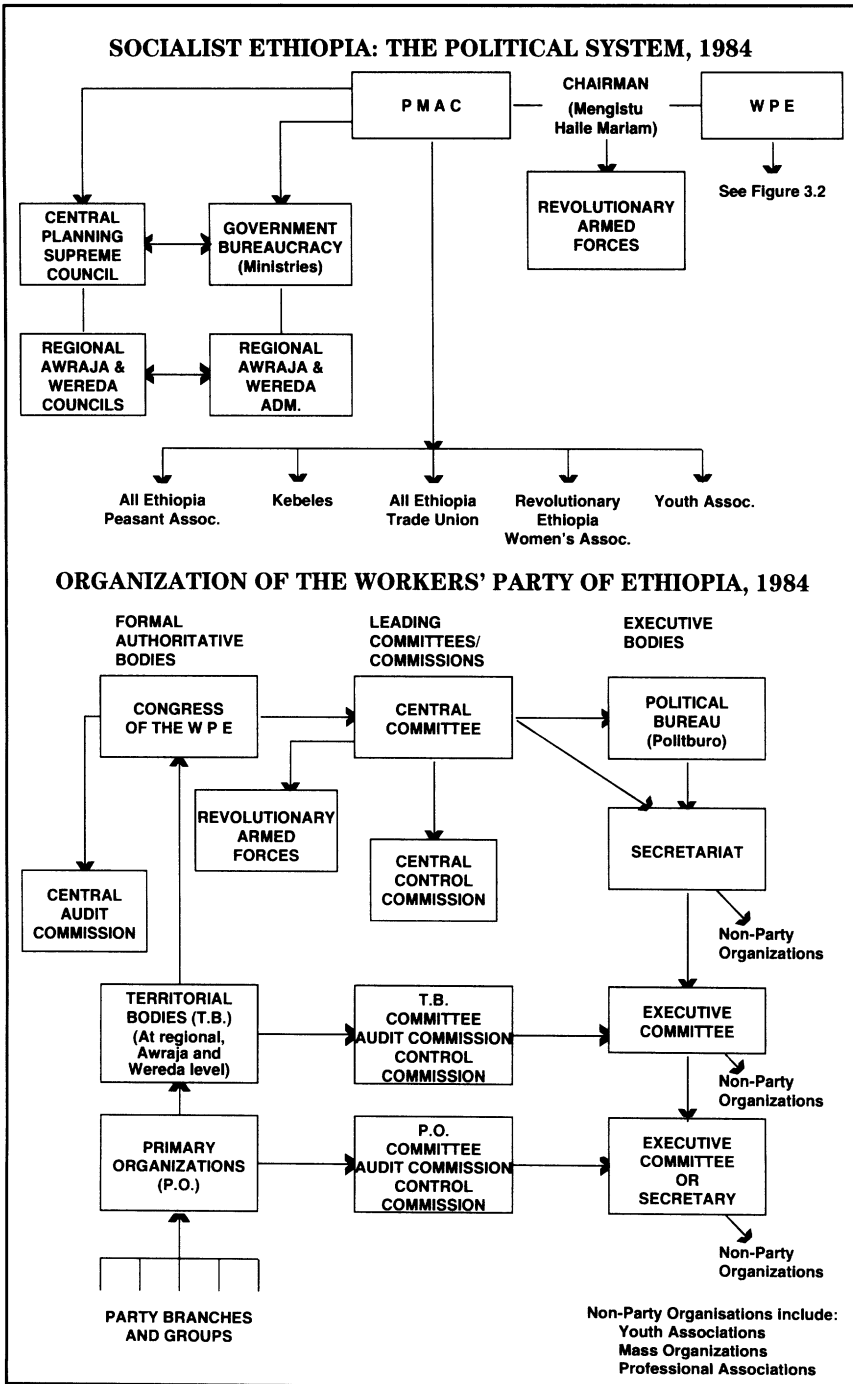 SOCIALIST ETHIOPIA: THE POLITICAL SYSTEM, 1984
P M A C
CHAIRMAN
(Mengistu
Haile Mariam)
W P E
See Figure 3.2
REVOLUTIONARY
ARMED
FORCES
CENTRAL
PLANNING
SUPREME
COUNCIL
GOVERNMENT
BUREAUCRACY
(Ministries)
REGIONAL
AWRAJA &
WEREDA
COUNCILS
REGIONAL
AWRAJA &
WEREDA
ADM.
All Ethiopia
Peasant Assoc.
Kebeles
All Ethiopia
Trade Union
Revolutionary
Ethiopia
Women's Assoc.
Youth Assoc.
ORGANIZATION OF THE WORKERS' PARTY OF ETHIOPIA, 1984
FORMAL
AUTHORITATIVE
BODIES
LEADING
COMMITTEES/
COMMISSIONS
EXECUTIVE
BODIES
CONGRESS
OF THE W P E
CENTRAL
COMMITTEE
POLITICAL
BUREAU
(Politburo)
REVOLUTIONARY
ARMED
FORCES
CENTRAL
CONTROL
COMMISSION
SECRETARIAT
CENTRAL
AUDIT
COMMISSION
Non-Party
Organizations
TERRITORIAL
BODIES (T.B.)
(At regional,
Awraja and
Wereda level)
T.B.
COMMITTEE
AUDIT COMMISSION
CONTROL
COMMISSION
EXECUTIVE
COMMITTEE
Non-Party
Organizations
PRIMARY
ORGANIZATIONS
(P.O.)
P.O.
COMMITTEE
AUDIT COMMISSION
CONTROL
COMMISSION
EXECUTIVE
COMMITTEE
OR
SECRETARY
Non-Party
Organizations
PARTY BRANCHES
AND GROUPS
Non-Party Organisations include:
Youth Associations
Mass Organizations
Professional Associations